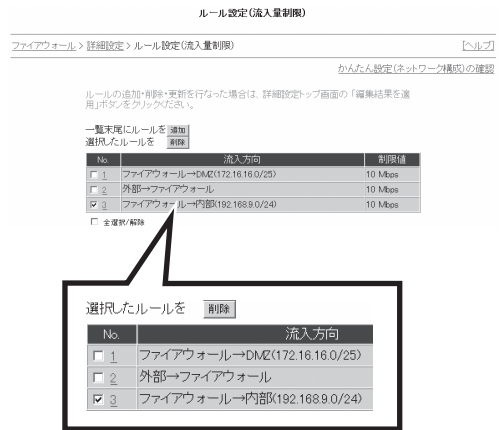 ルール設定(流入量制限)
ファイアウォール > 詳細設定 > ルール設定(流入量制限) [ヘルプ]
かんたん設定(ネットワーク構成)の確認
ルールの追加・削除・更新を行なった場合は、詳細設定トップ画面の「編集結果を適
用」ボタンをクリックください。
一覧末尾にルールを 追加
選択したルールを 削除
No. 流入方向 制限値
1 ファイアウォール→DMZ(172.16.16.0/25) 10 Mbps
2 外部→ファイアウォール 10 Mbps
3 ファイアウォール→内部(192.168.9.0/24) 10 Mbps
全選択/解除
選択したルールを 削除
No. 流入方向
1 ファイアウォール→DMZ(172.16.16.0/25)
2 外部→ファイアウォール
3 ファイアウォール→内部(192.168.9.0/24)